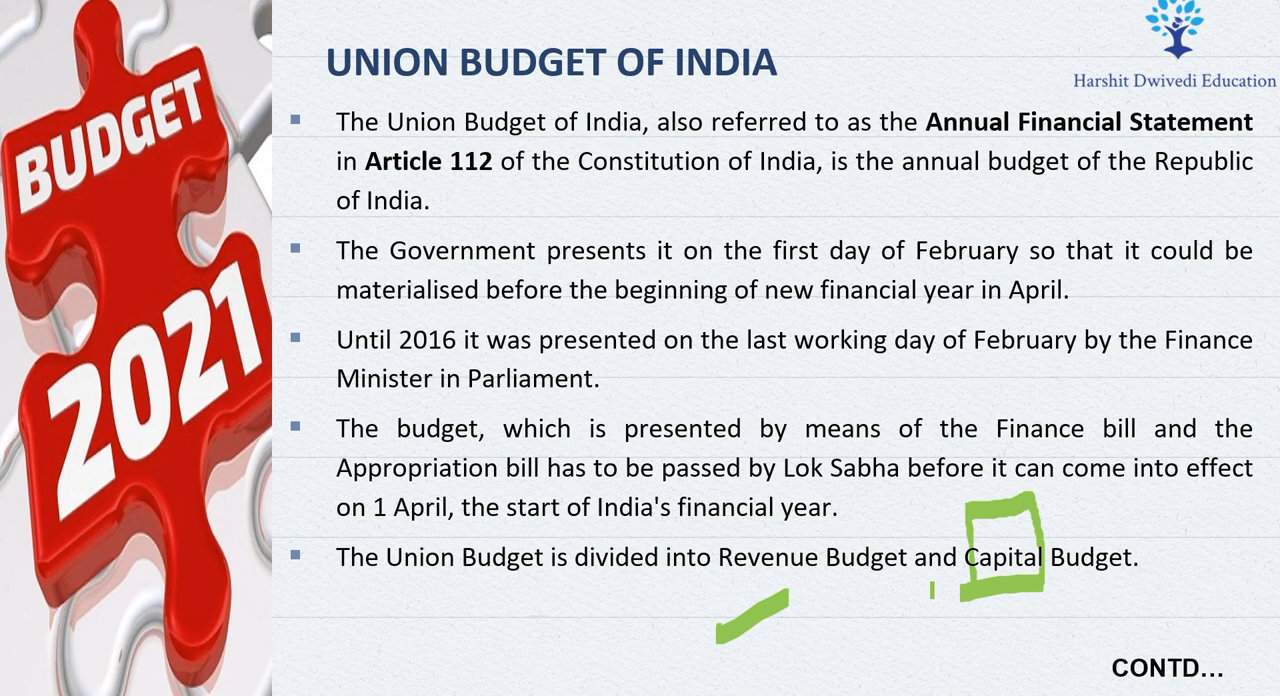 BUDGET
2021
UNION BUDGET OF INDIA
Harshit Dwivedi Education
The Union Budget of India, also referred to as the Annual Financial Statement
in Article 112 of the Constitution of India, is the annual budget of the Republic
of India.
The Government presents it on the first day of February so that it could be
materialised before the beginning of new financial year in April.
Until 2016 it was presented on the last working day of February by the Finance
Minister in Parliament.
The budget, which is presented by means of the Finance bill and the
Appropriation bill has to be passed by Lok Sabha before it can come into effect
on 1 April, the start of India's financial year.
The Union Budget is divided into Revenue Budget and Capital Budget.
CONTD...